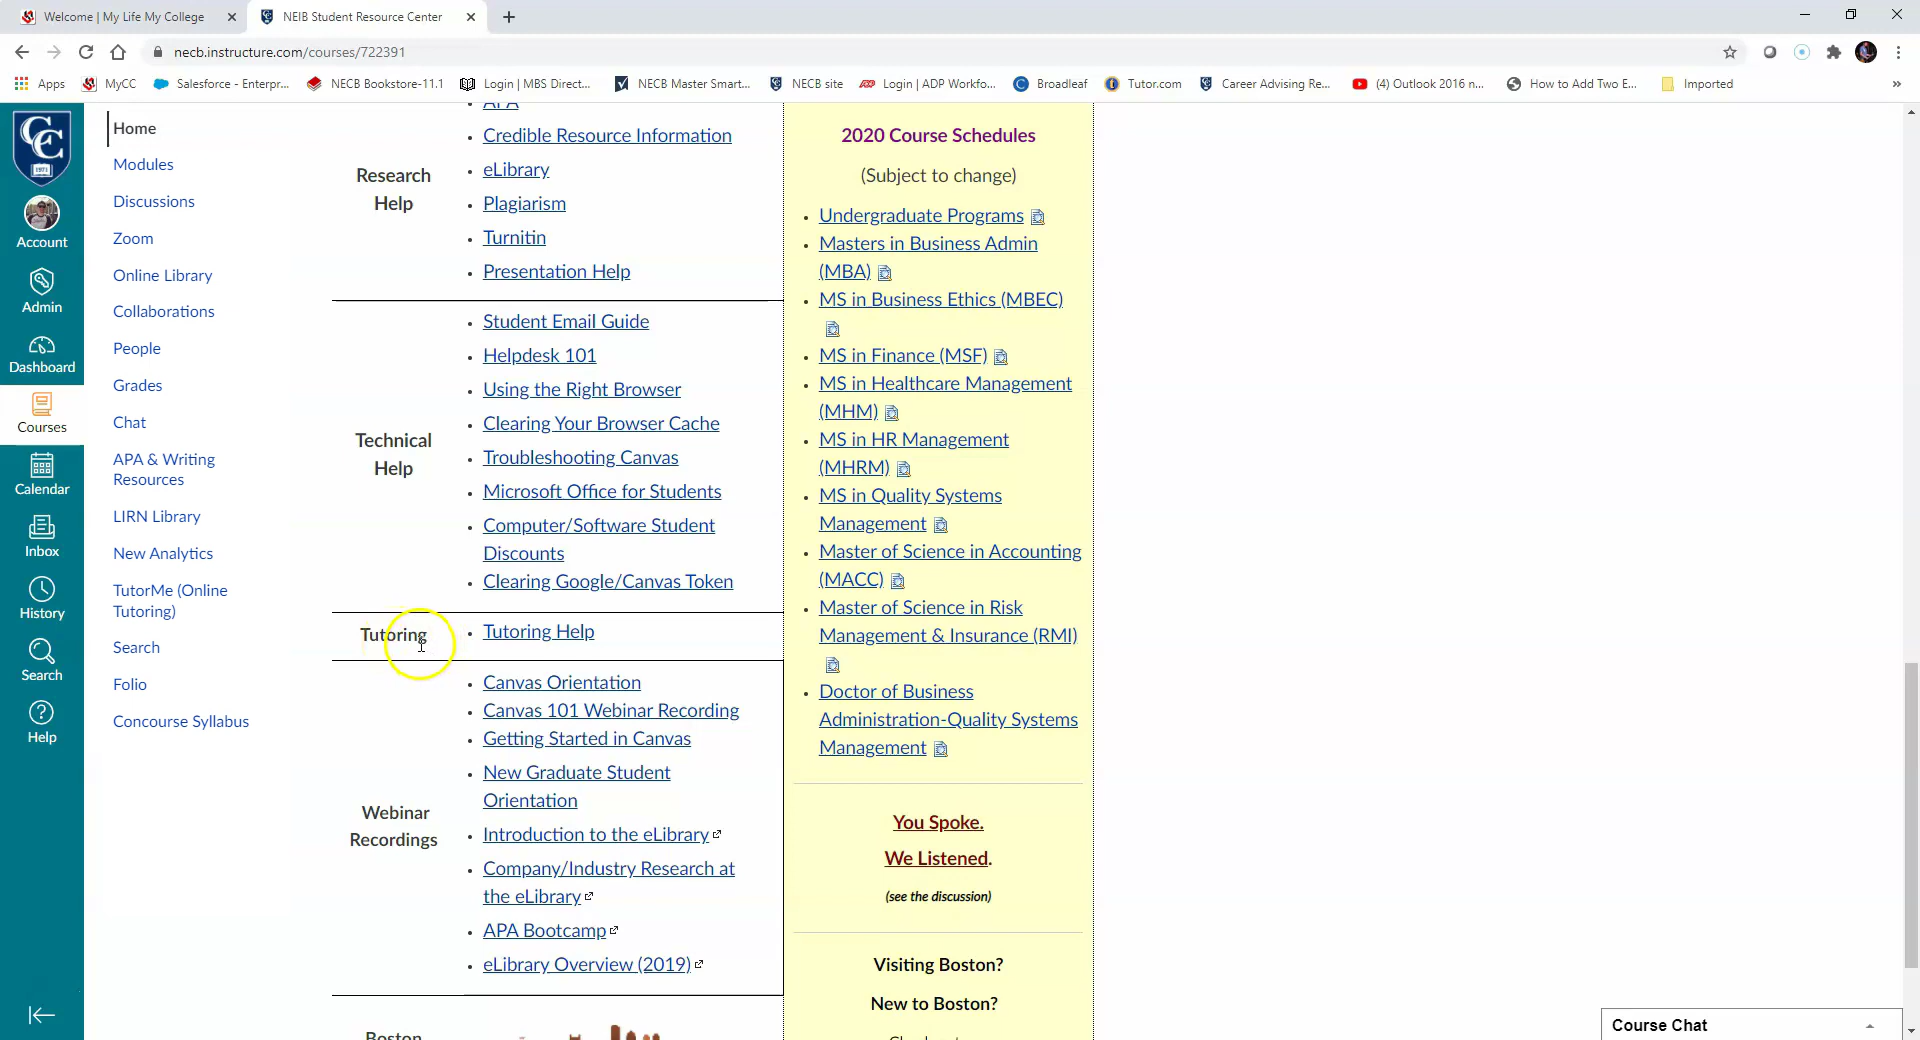 Welcome | My Life My College
NEIB Student Resource Center
necb.instructure.com/courses/722391
Apps
MyCC
Salesforce - Enterpr...
NECB Bookstore-11.1
Login | MBS Direct...
NECB Master Smart...
NECB site
Login | ADP Workfo...
Broadleaf
Tutor.com
Career Advising Re...
(4) Outlook 2016 n...
How to Add Two E...
Imported
CC
1971
Account
Admin
Dashboard
Courses
Calendar
Inbox
History
Search
Help
Home
Modules
Discussions
Zoom
Online Library
Collaborations
People
Grades
Chat
APA & Writing
Resources
LIRN Library
New Analytics
TutorMe (Online
Tutoring)
Search
Folio
Concourse Syllabus
Research
Help
APA
Credible Resource Information
eLibrary
Plagiarism
Turnitin
Presentation Help
Technical
Help
Student Email Guide
Helpdesk 101
Using the Right Browser
Clearing Your Browser Cache
Troubleshooting Canvas
Microsoft Office for Students
Computer/Software Student
Discounts
Clearing Google/Canvas Token
Tutoring
Tutoring Help
Webinar
Recordings
Canvas Orientation
Canvas 101 Webinar Recording
Getting Started in Canvas
New Graduate Student
Orientation
Introduction to the eLibrary
Company/Industry Research at
the eLibrary
APA Bootcamp
eLibrary Overview (2019)
Boston
2020 Course Schedules
(Subject to change)
Undergraduate Programs
Masters in Business Admin
(MBA)
MS in Business Ethics (MBEC)
MS in Finance (MSF)
MS in Healthcare Management
(MHM)
MS in HR Management
(MHRM)
MS in Quality Systems
Management
Master of Science in Accounting
(MACC)
Master of Science in Risk
Management & Insurance (RMI)
Doctor of Business
Administration-Quality Systems
Management
You Spoke.
We Listened.
(see the discussion)
Visiting Boston?
New to Boston?
Course Chat